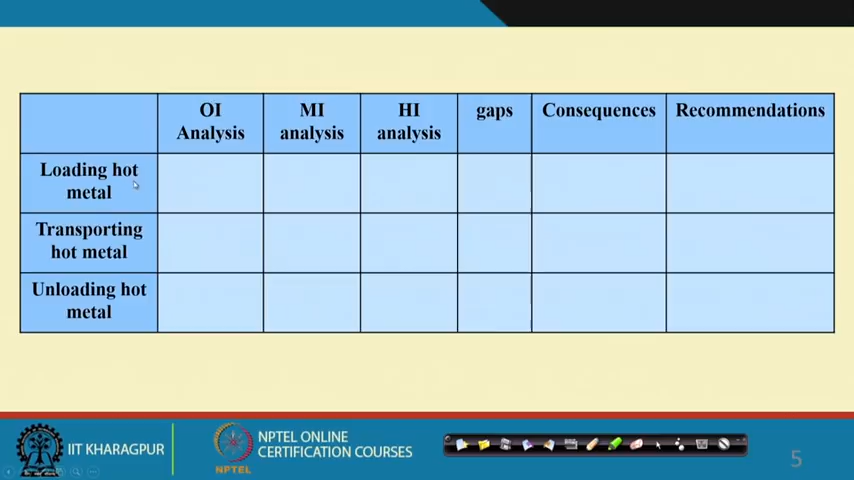 OI Analysis
MI analysis
HI analysis
gaps
Consequences
Recommendations
Loading hot metal
Transporting hot metal
Unloading hot metal
IIT KHARAGPUR
NPTEL
NPTEL ONLINE
CERTIFICATION COURSES
5